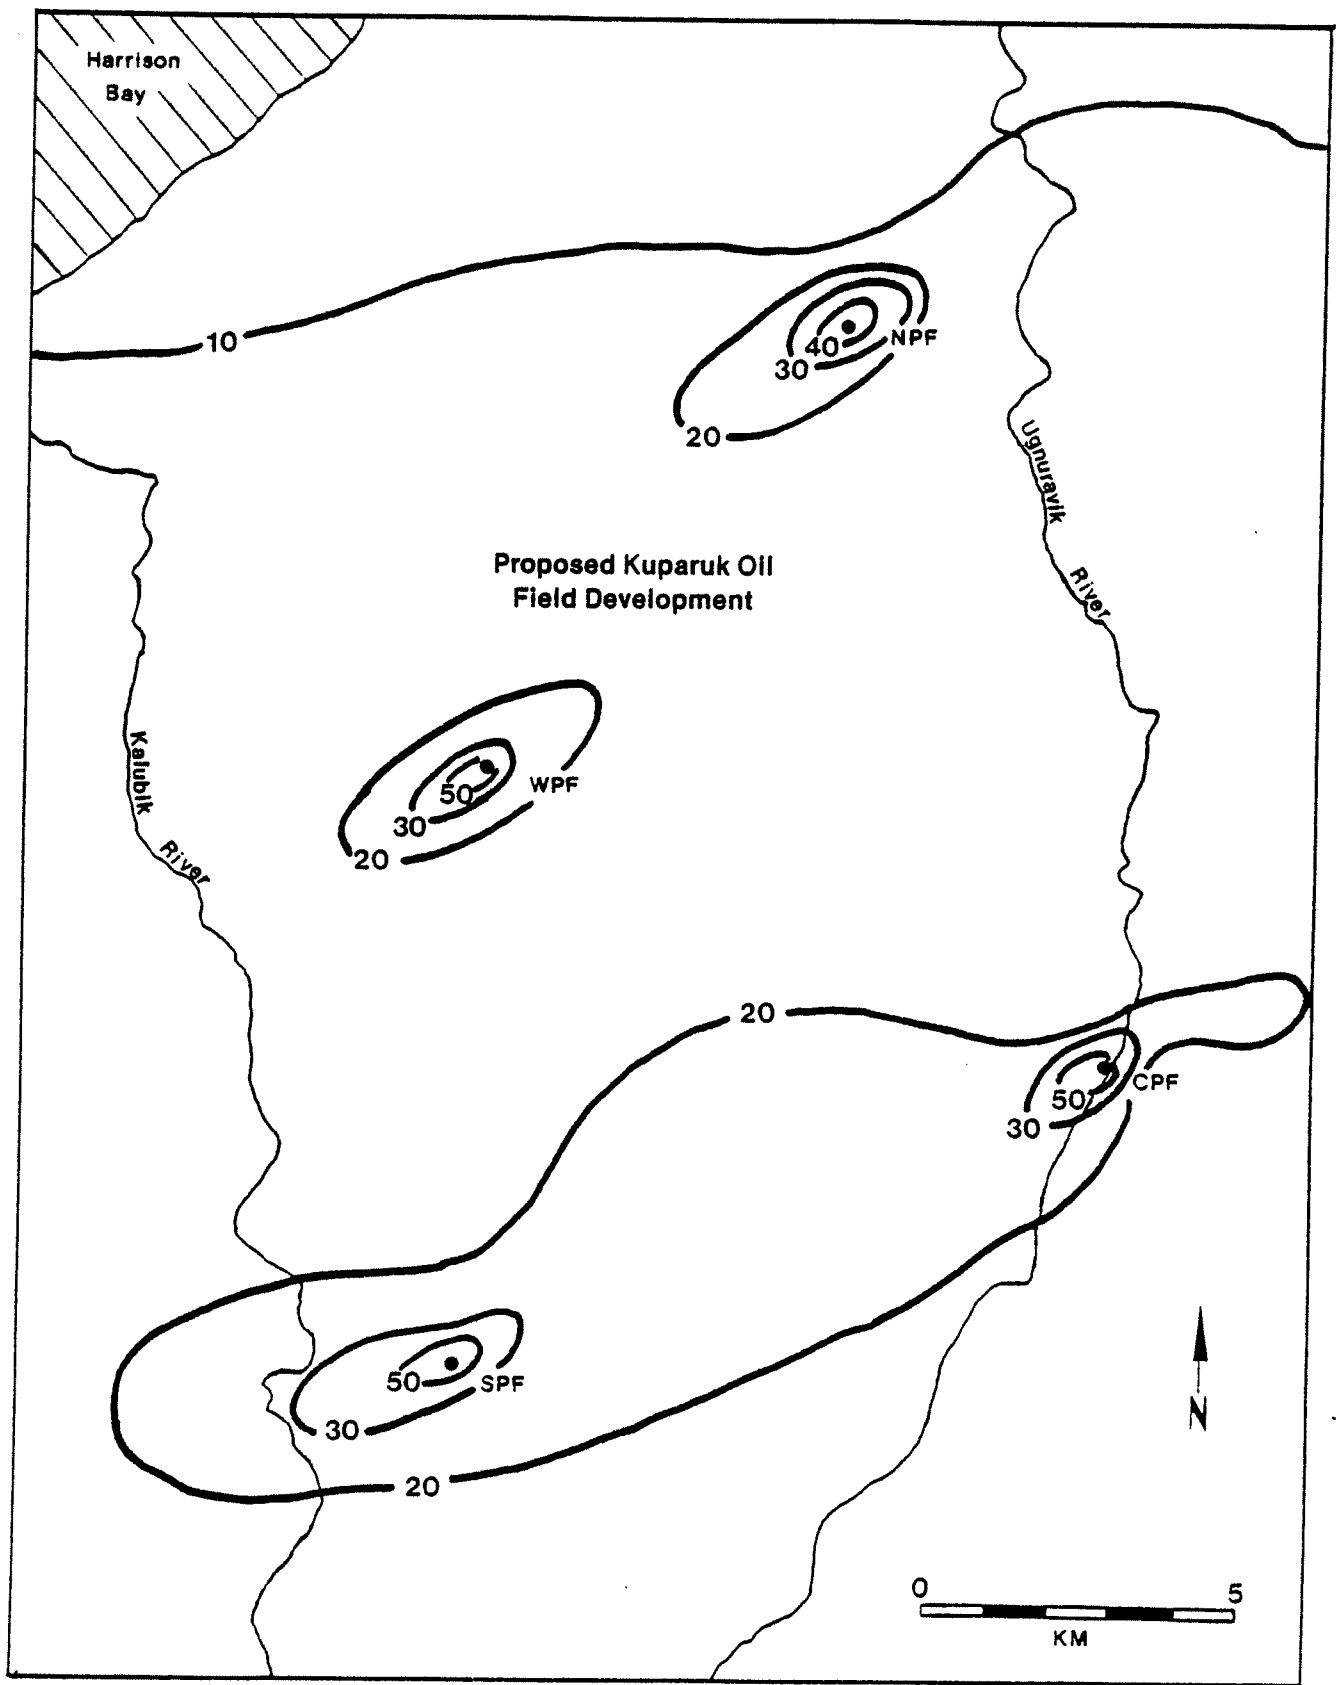 Harrison
Bay
10
NPF
40
30
20
Ugnuravik
River
Proposed Kuparuk Oil
Field Development
Kalubik
River
WPF
50
30
20
20
CPF
50
30
50
SPF
30
20
N
0 5
KM